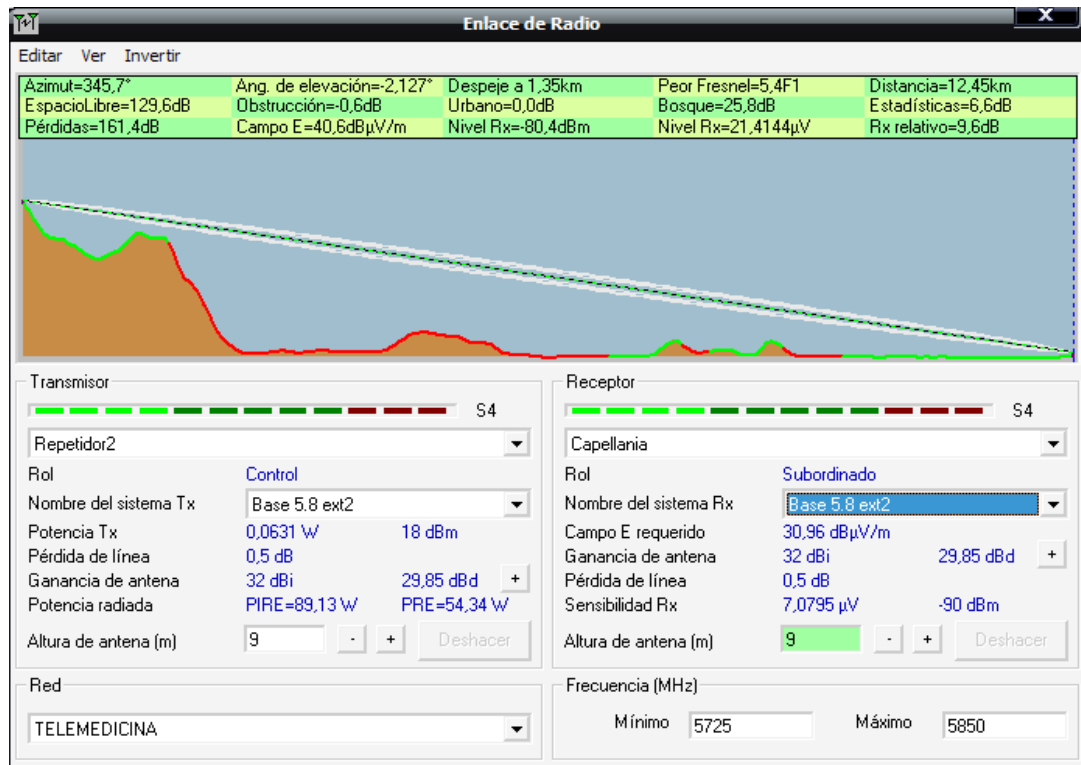 Enlace de Radio
X
Editar Ver Invertir
Azimut=345,7° Ang. de elevación=-2,127° Despeje a 1,35km Peor Fresnel=5,4F1 Distancia=12,45km
EspacioLibre=129,6dB Obstrucción=-0,6dB Urbano=0,0dB Bosque=25,8dB Estadísticas=6,6dB
Pérdidas=161,4dB Campo E=40,6dBµV/m Nivel Rx=-80,4dBm Nivel Rx=21,4144µV Rx relativo=9,6dB
Transmisor
S4
Repetidor2
Rol Control
Nombre del sistema Tx Base 5.8 ext2
Potencia Tx 0,0631 W 18 dBm
Pérdida de línea 0,5 dB
Ganancia de antena 32 dBi 29,85 dBd +
Potencia radiada PIRE=89,13 W PRE=54,34 W
Altura de antena (m) 9 - + Deshacer
Red
TELEMEDICINA
Receptor
S4
Capellania
Rol Subordinado
Nombre del sistema Rx Base 5.8 ext2
Campo E requerido 30,96 dBµV/m
Ganancia de antena 32 dBi 29,85 dBd +
Pérdida de línea 0,5 dB
Sensibilidad Rx 7,0795 µV -90 dBm
Altura de antena (m) 9 - + Deshacer
Frecuencia (MHz)
Mínimo 5725 Máximo 5850